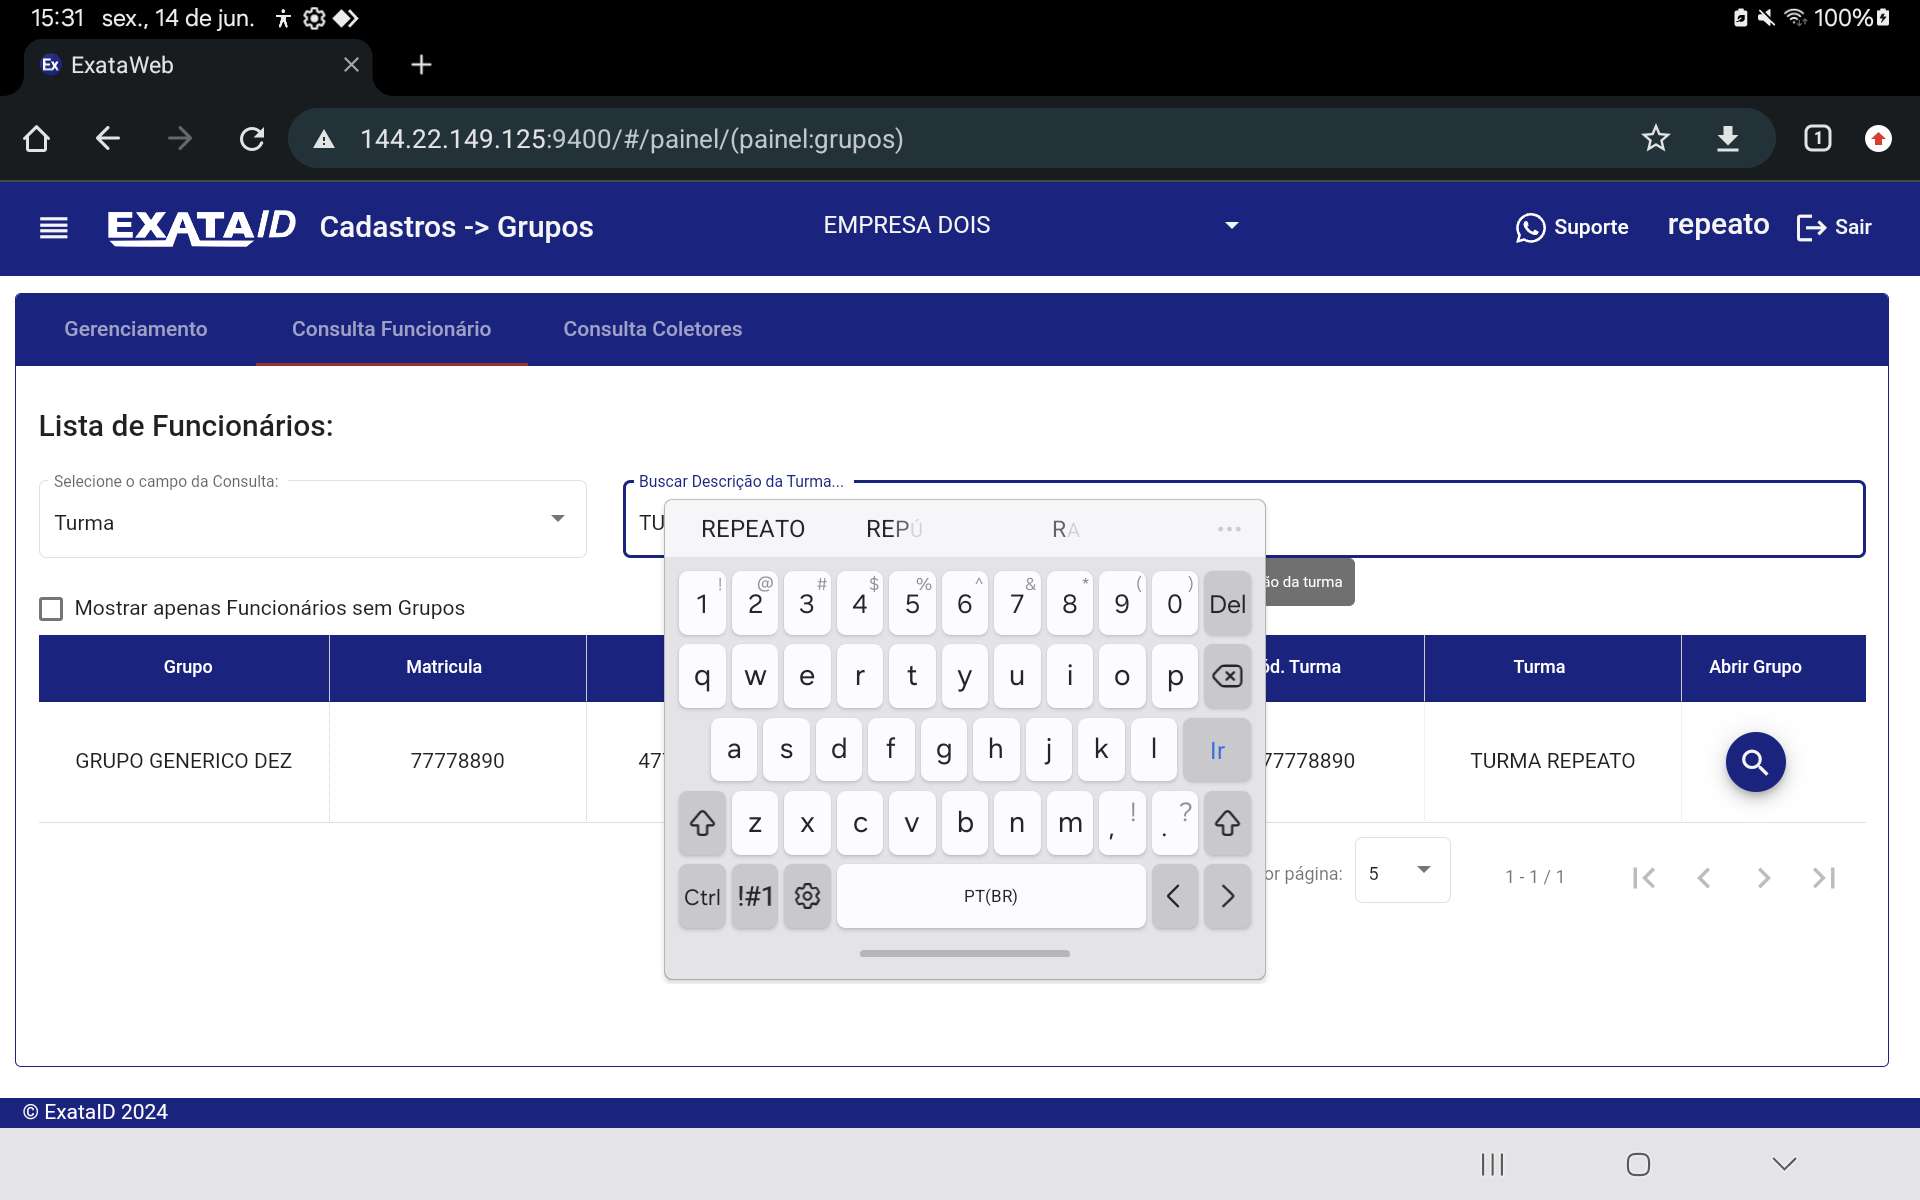 15:31 sex., 14 de jun. 100%
Ex ExataWeb
144.22.149.125:9400/#/painel/(painel:grupos) 1
EXATA/ID Cadastros -> Grupos EMPRESA DOIS Suporte repeato Sair
Gerenciamento Consulta Funcionário Consulta Coletores
Lista de Funcionários:
Selecione o campo da Consulta: Buscar Descrição da Turma...
Turma TU
REPEATO REPÚ RA ...
ão da turma
Mostrar apenas Funcionários sem Grupos
! @ # $ % ^ & * ( )
1 2 3 4 5 6 7 8 9 0 Del
Grupo Matricula ód. Turma Turma Abrir Grupo
q w e r t y u i o p
GRUPO GENERICO DEZ 77778890 47 77778890 TURMA REPEATO
a s d f g h j k l Ir
z x c v b n m , ! . ?
or página: 5 1 - 1 / 1
Ctrl !#1 PT(BR) < >
© ExataID 2024